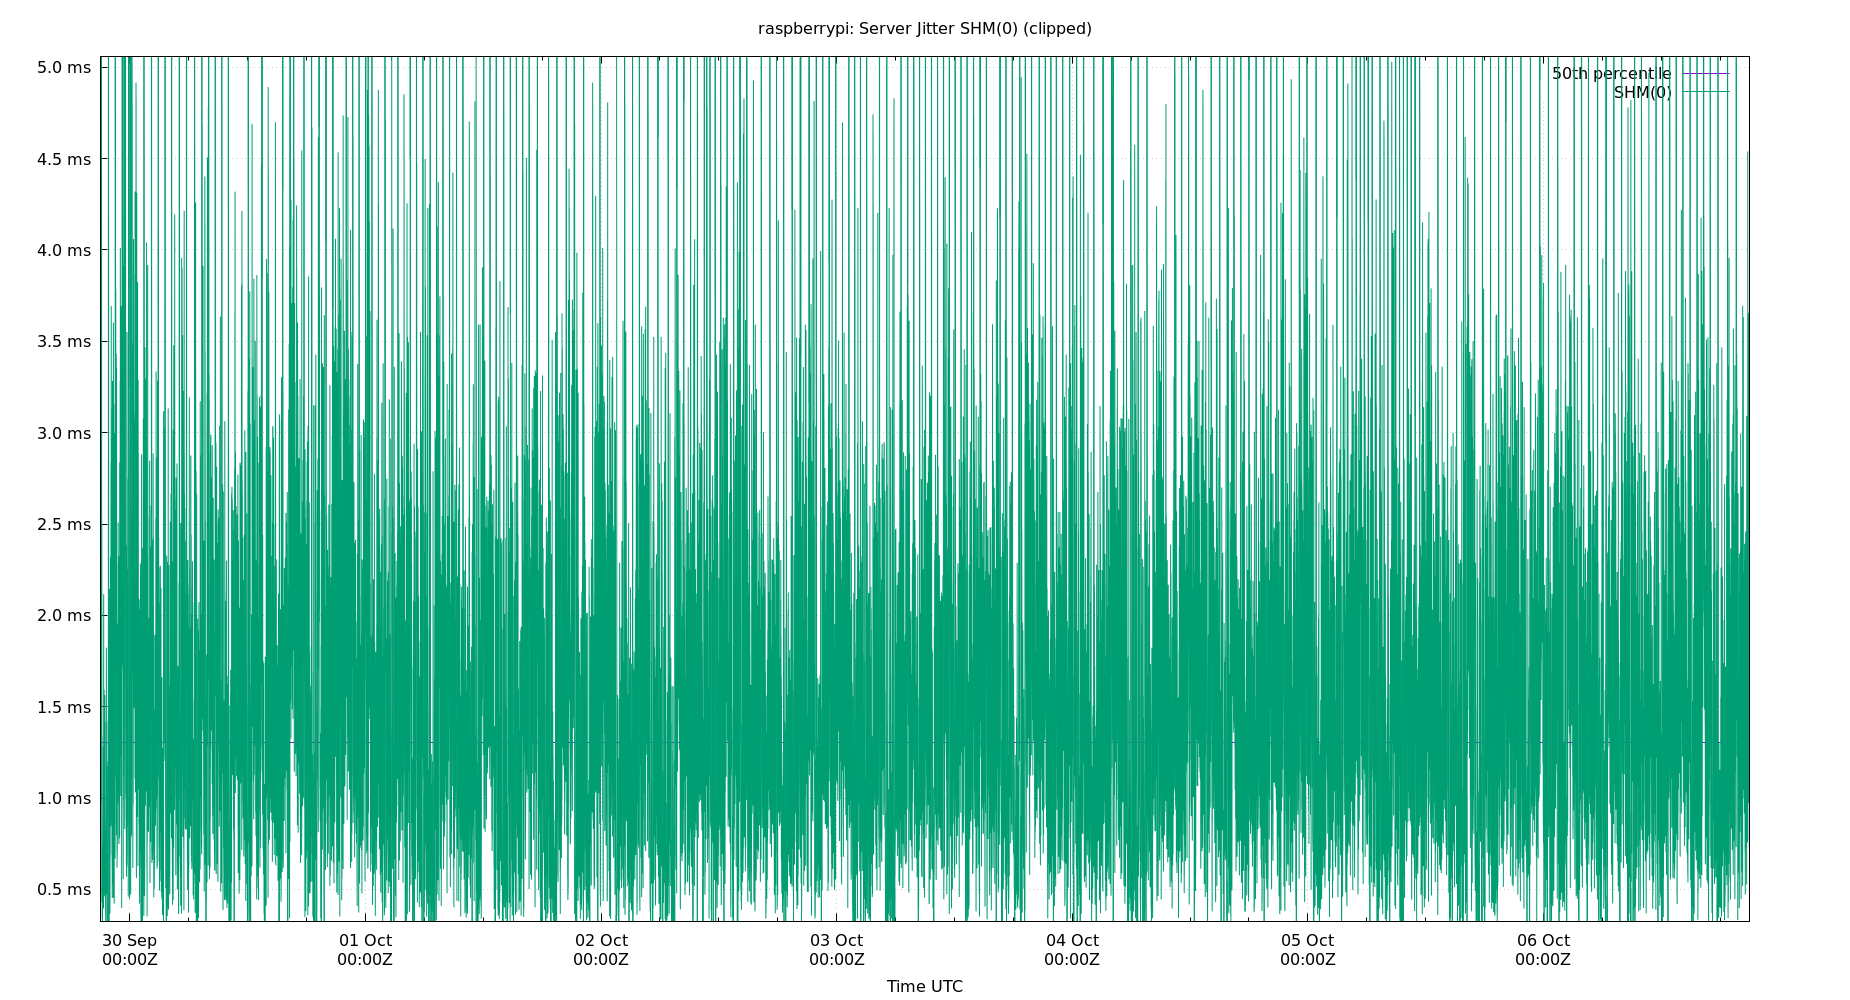 raspberrypi: Server Jitter SHM(0) (clipped)
5.0 ms
4.5 ms
4.0 ms
3.5 ms
3.0 ms
2.5 ms
2.0 ms
1.5 ms
1.0 ms
0.5 ms
50th percentile
SHM(0)
30 Sep
00:00Z
01 Oct
00:00Z
02 Oct
00:00Z
03 Oct
00:00Z
04 Oct
00:00Z
05 Oct
00:00Z
06 Oct
00:00Z
Time UTC